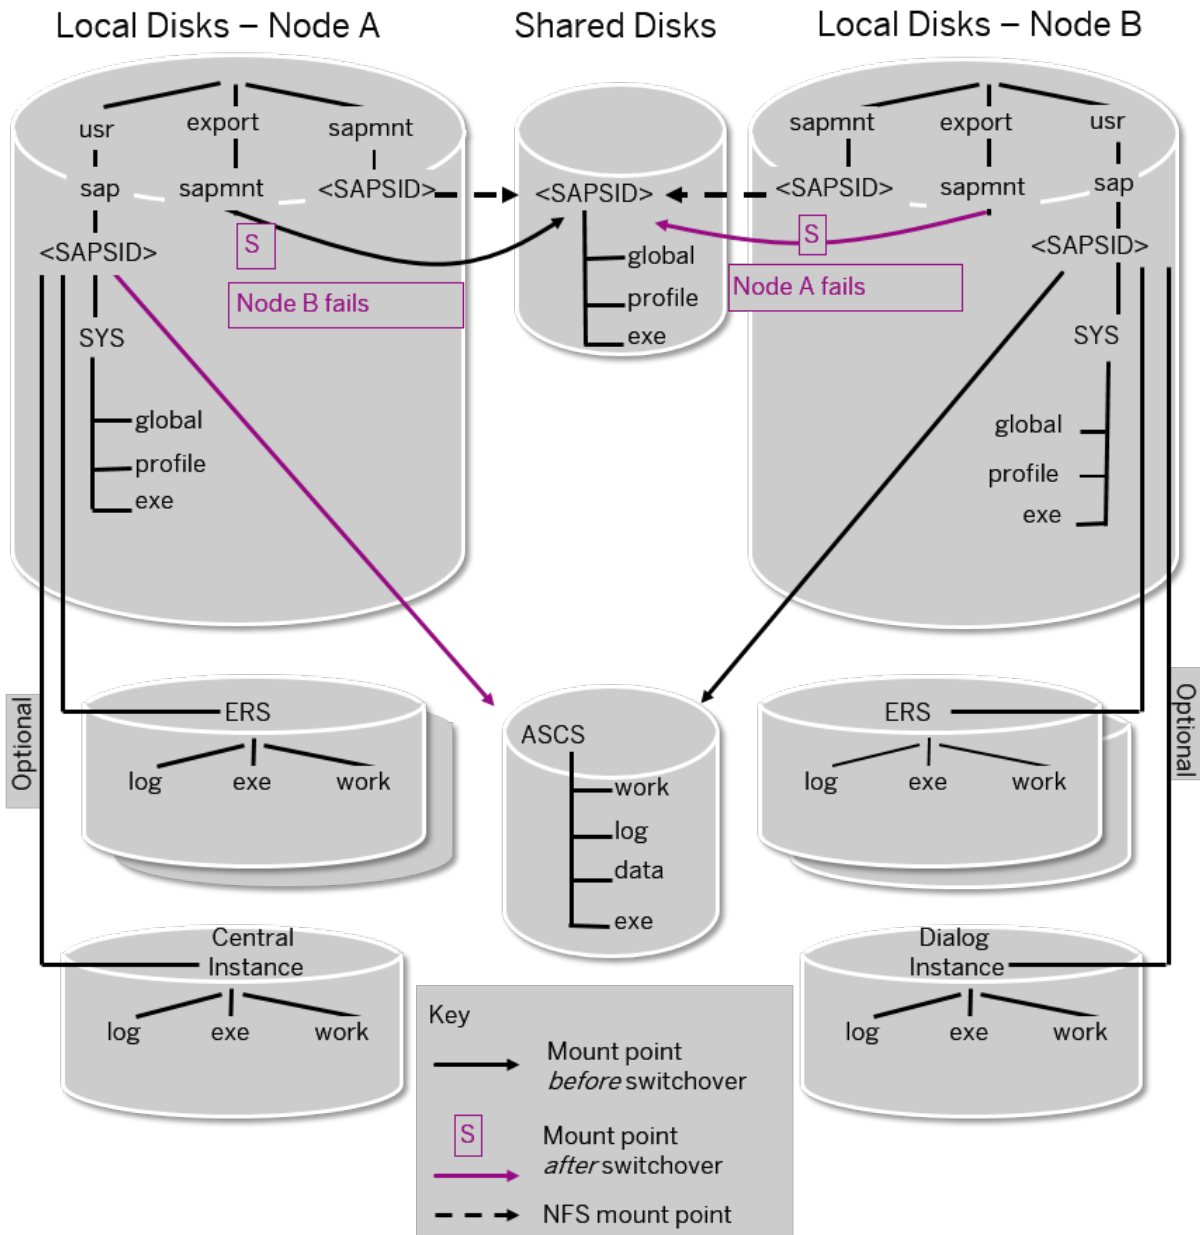 Local Disks – Node A
Shared Disks
Local Disks – Node B
usr
export
sapmnt
sap
sapmnt
<SAPSID>
<SAPSID>
SYS
global
profile
exe
S
Node B fails
<SAPSID>
global
profile
exe
sapmnt
export
usr
<SAPSID>
sapmnt
sap
<SAPSID>
S
Node A fails
SYS
global
profile
exe
Optional
ERS
log
exe
work
ASCS
work
log
data
exe
ERS
log
exe
work
Optional
Central
Instance
log
exe
work
Dialog
Instance
log
exe
work
Key
Mount point
before switchover
S
Mount point
after switchover
NFS mount point